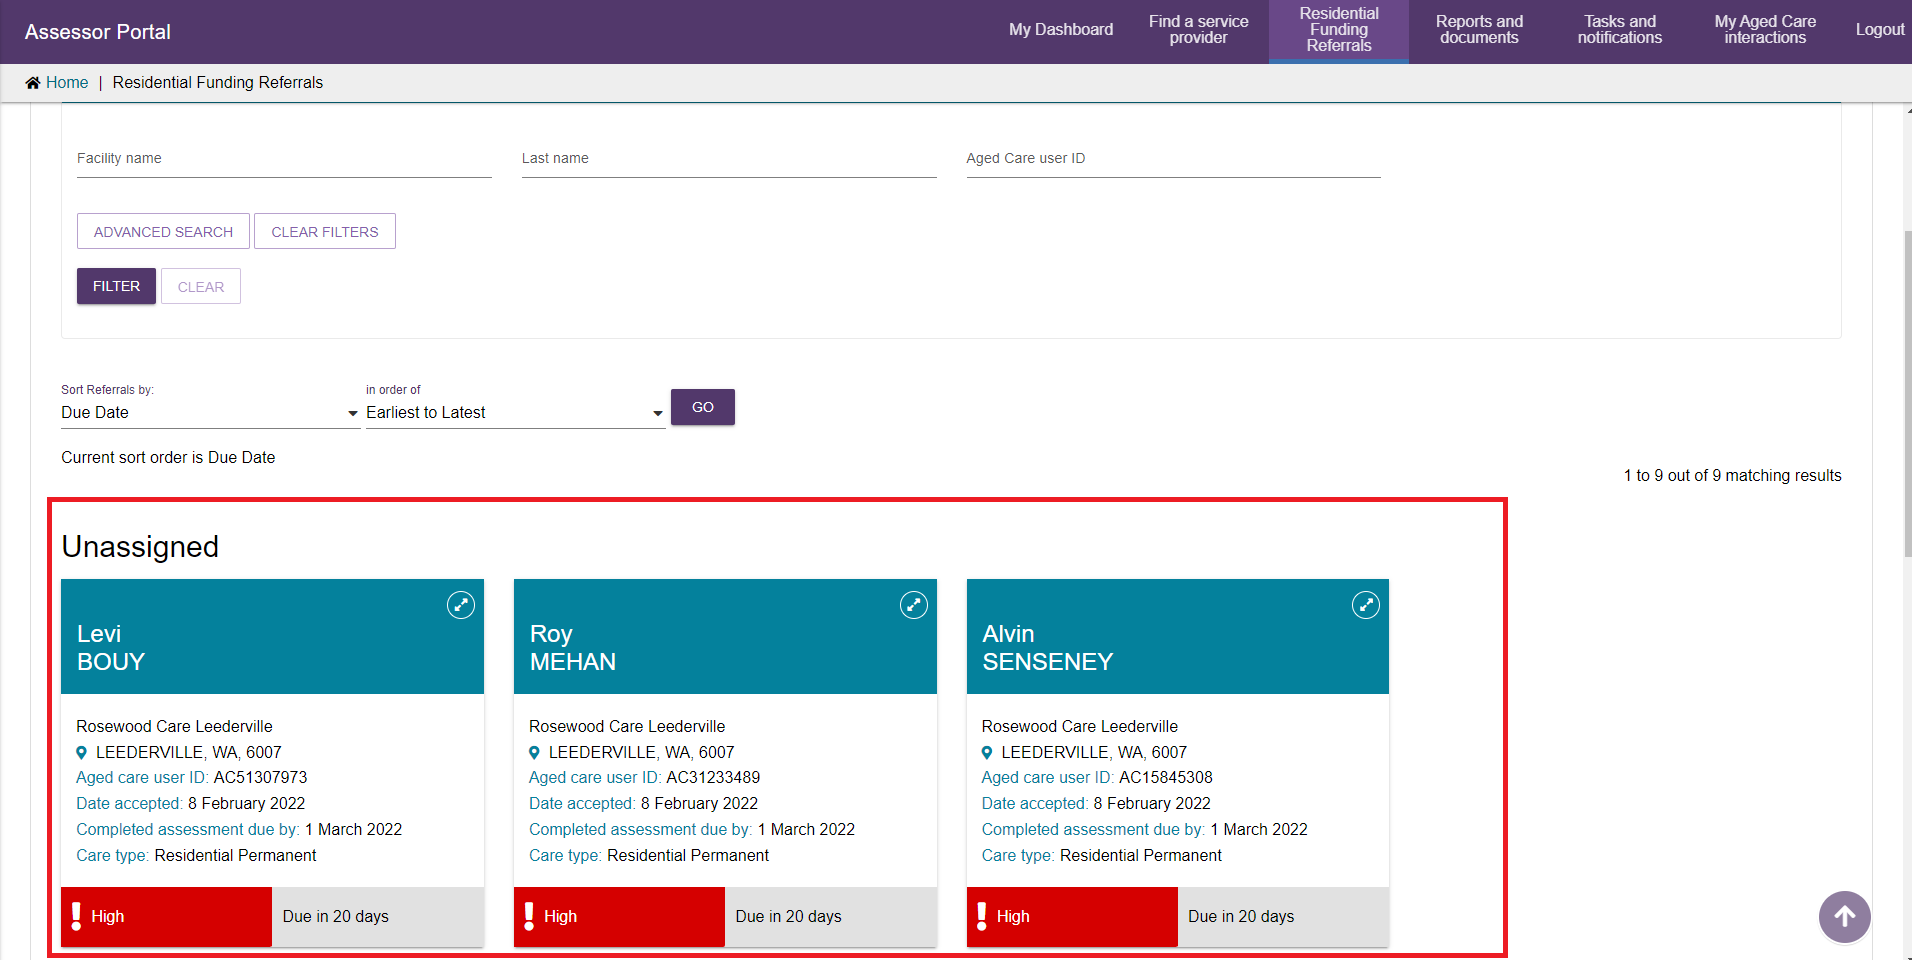 Assessor Portal
My Dashboard
Find a service
provider
Residential
Funding
Referrals
Reports and
documents
Tasks and
notifications
My Aged Care
interactions
Logout
Home | Residential Funding Referrals
Facility name
Last name
Aged Care user ID
ADVANCED SEARCH
CLEAR FILTERS
FILTER
CLEAR
Sort Referrals by:
Due Date
in order of
Earliest to Latest
GO
Current sort order is Due Date
1 to 9 out of 9 matching results
Unassigned
Levi
BOUY
Rosewood Care Leederville
LEEDERVILLE, WA, 6007
Aged care user ID: AC51307973
Date accepted: 8 February 2022
Completed assessment due by: 1 March 2022
Care type: Residential Permanent
High
Due in 20 days
Roy
MEHAN
Rosewood Care Leederville
LEEDERVILLE, WA, 6007
Aged care user ID: AC31233489
Date accepted: 8 February 2022
Completed assessment due by: 1 March 2022
Care type: Residential Permanent
High
Due in 20 days
Alvin
SENSENEY
Rosewood Care Leederville
LEEDERVILLE, WA, 6007
Aged care user ID: AC15845308
Date accepted: 8 February 2022
Completed assessment due by: 1 March 2022
Care type: Residential Permanent
High
Due in 20 days